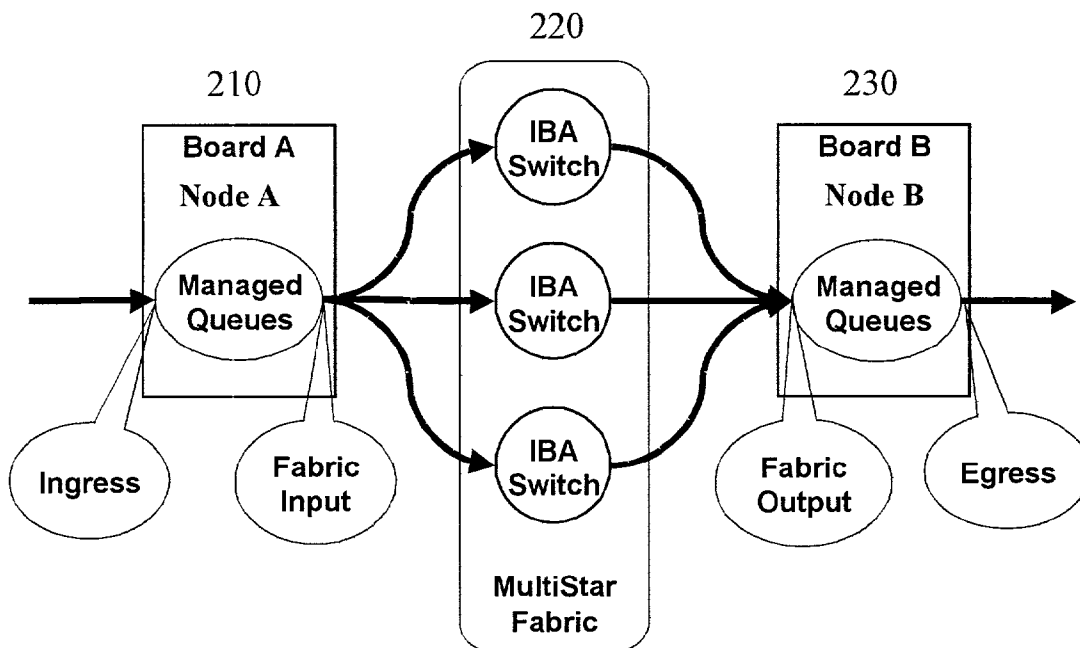 220
210
230
Board A
Node A
Managed
Queues
Ingress
Fabric
Input
IBA
Switch
IBA
Switch
IBA
Switch
MultiStar
Fabric
Board B
Node B
Managed
Queues
Fabric
Output
Egress